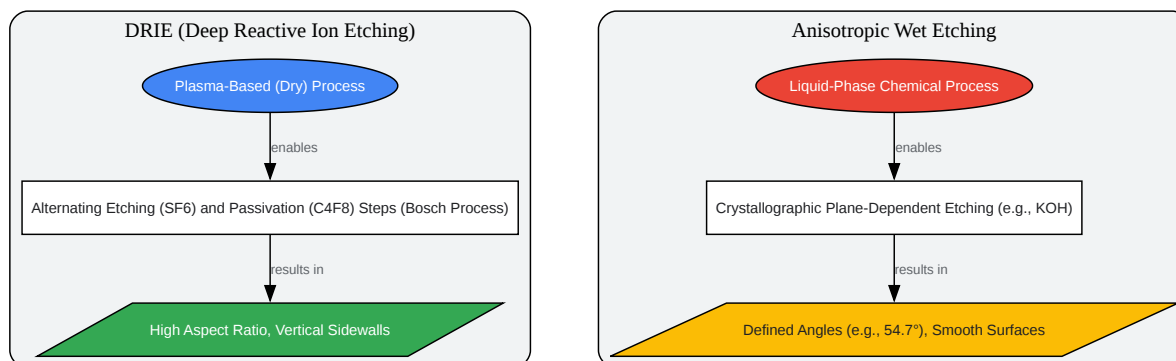 DRIE (Deep Reactive Ion Etching)
Plasma-Based (Dry) Process
enables
Alternating Etching (SF6) and Passivation (C4F8) Steps (Bosch Process)
results in
High Aspect Ratio, Vertical Sidewalls
Anisotropic Wet Etching
Liquid-Phase Chemical Process
enables
Crystallographic Plane-Dependent Etching (e.g., KOH)
results in
Defined Angles (e.g., 54.7°), Smooth Surfaces